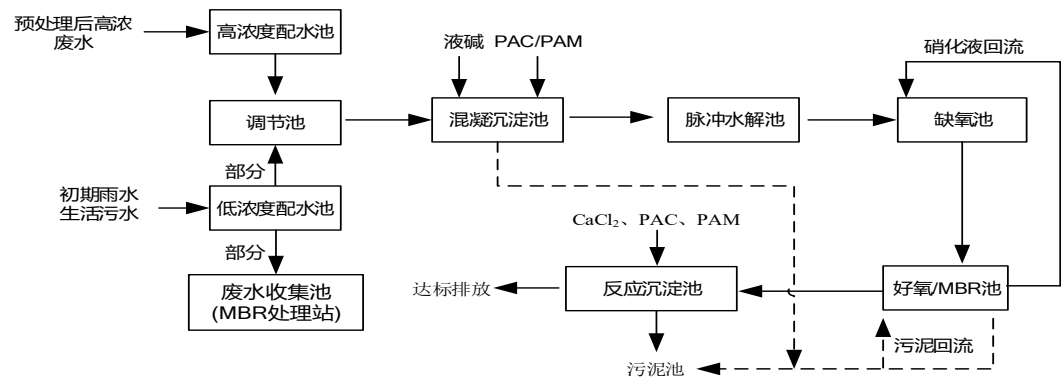 预处理后高浓
废水
高浓度配水池
液碱 PAC/PAM
硝化液回流
调节池
混凝沉淀池
脉冲水解池
缺氧池
部分
初期雨水
生活污水
低浓度配水池
部分
CaCl₂、PAC、PAM
废水收集池
(MBR处理站)
达标排放
反应沉淀池
好氧/MBR池
污泥回流
污泥池